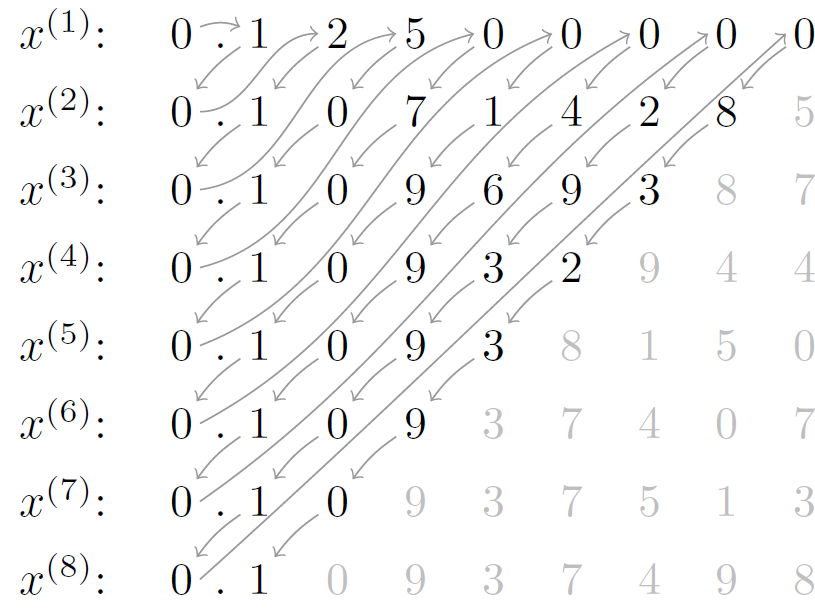 x^(1): 0 . 1 2 5 0 0 0 0 0
x^(2): 0 . 1 0 7 1 4 2 8 5
x^(3): 0 . 1 0 9 6 9 3 8 7
x^(4): 0 . 1 0 9 3 2 9 4 4
x^(5): 0 . 1 0 9 3 8 1 5 0
x^(6): 0 . 1 0 9 3 7 4 0 7
x^(7): 0 . 1 0 9 3 7 5 1 3
x^(8): 0 . 1 0 9 3 7 4 9 8